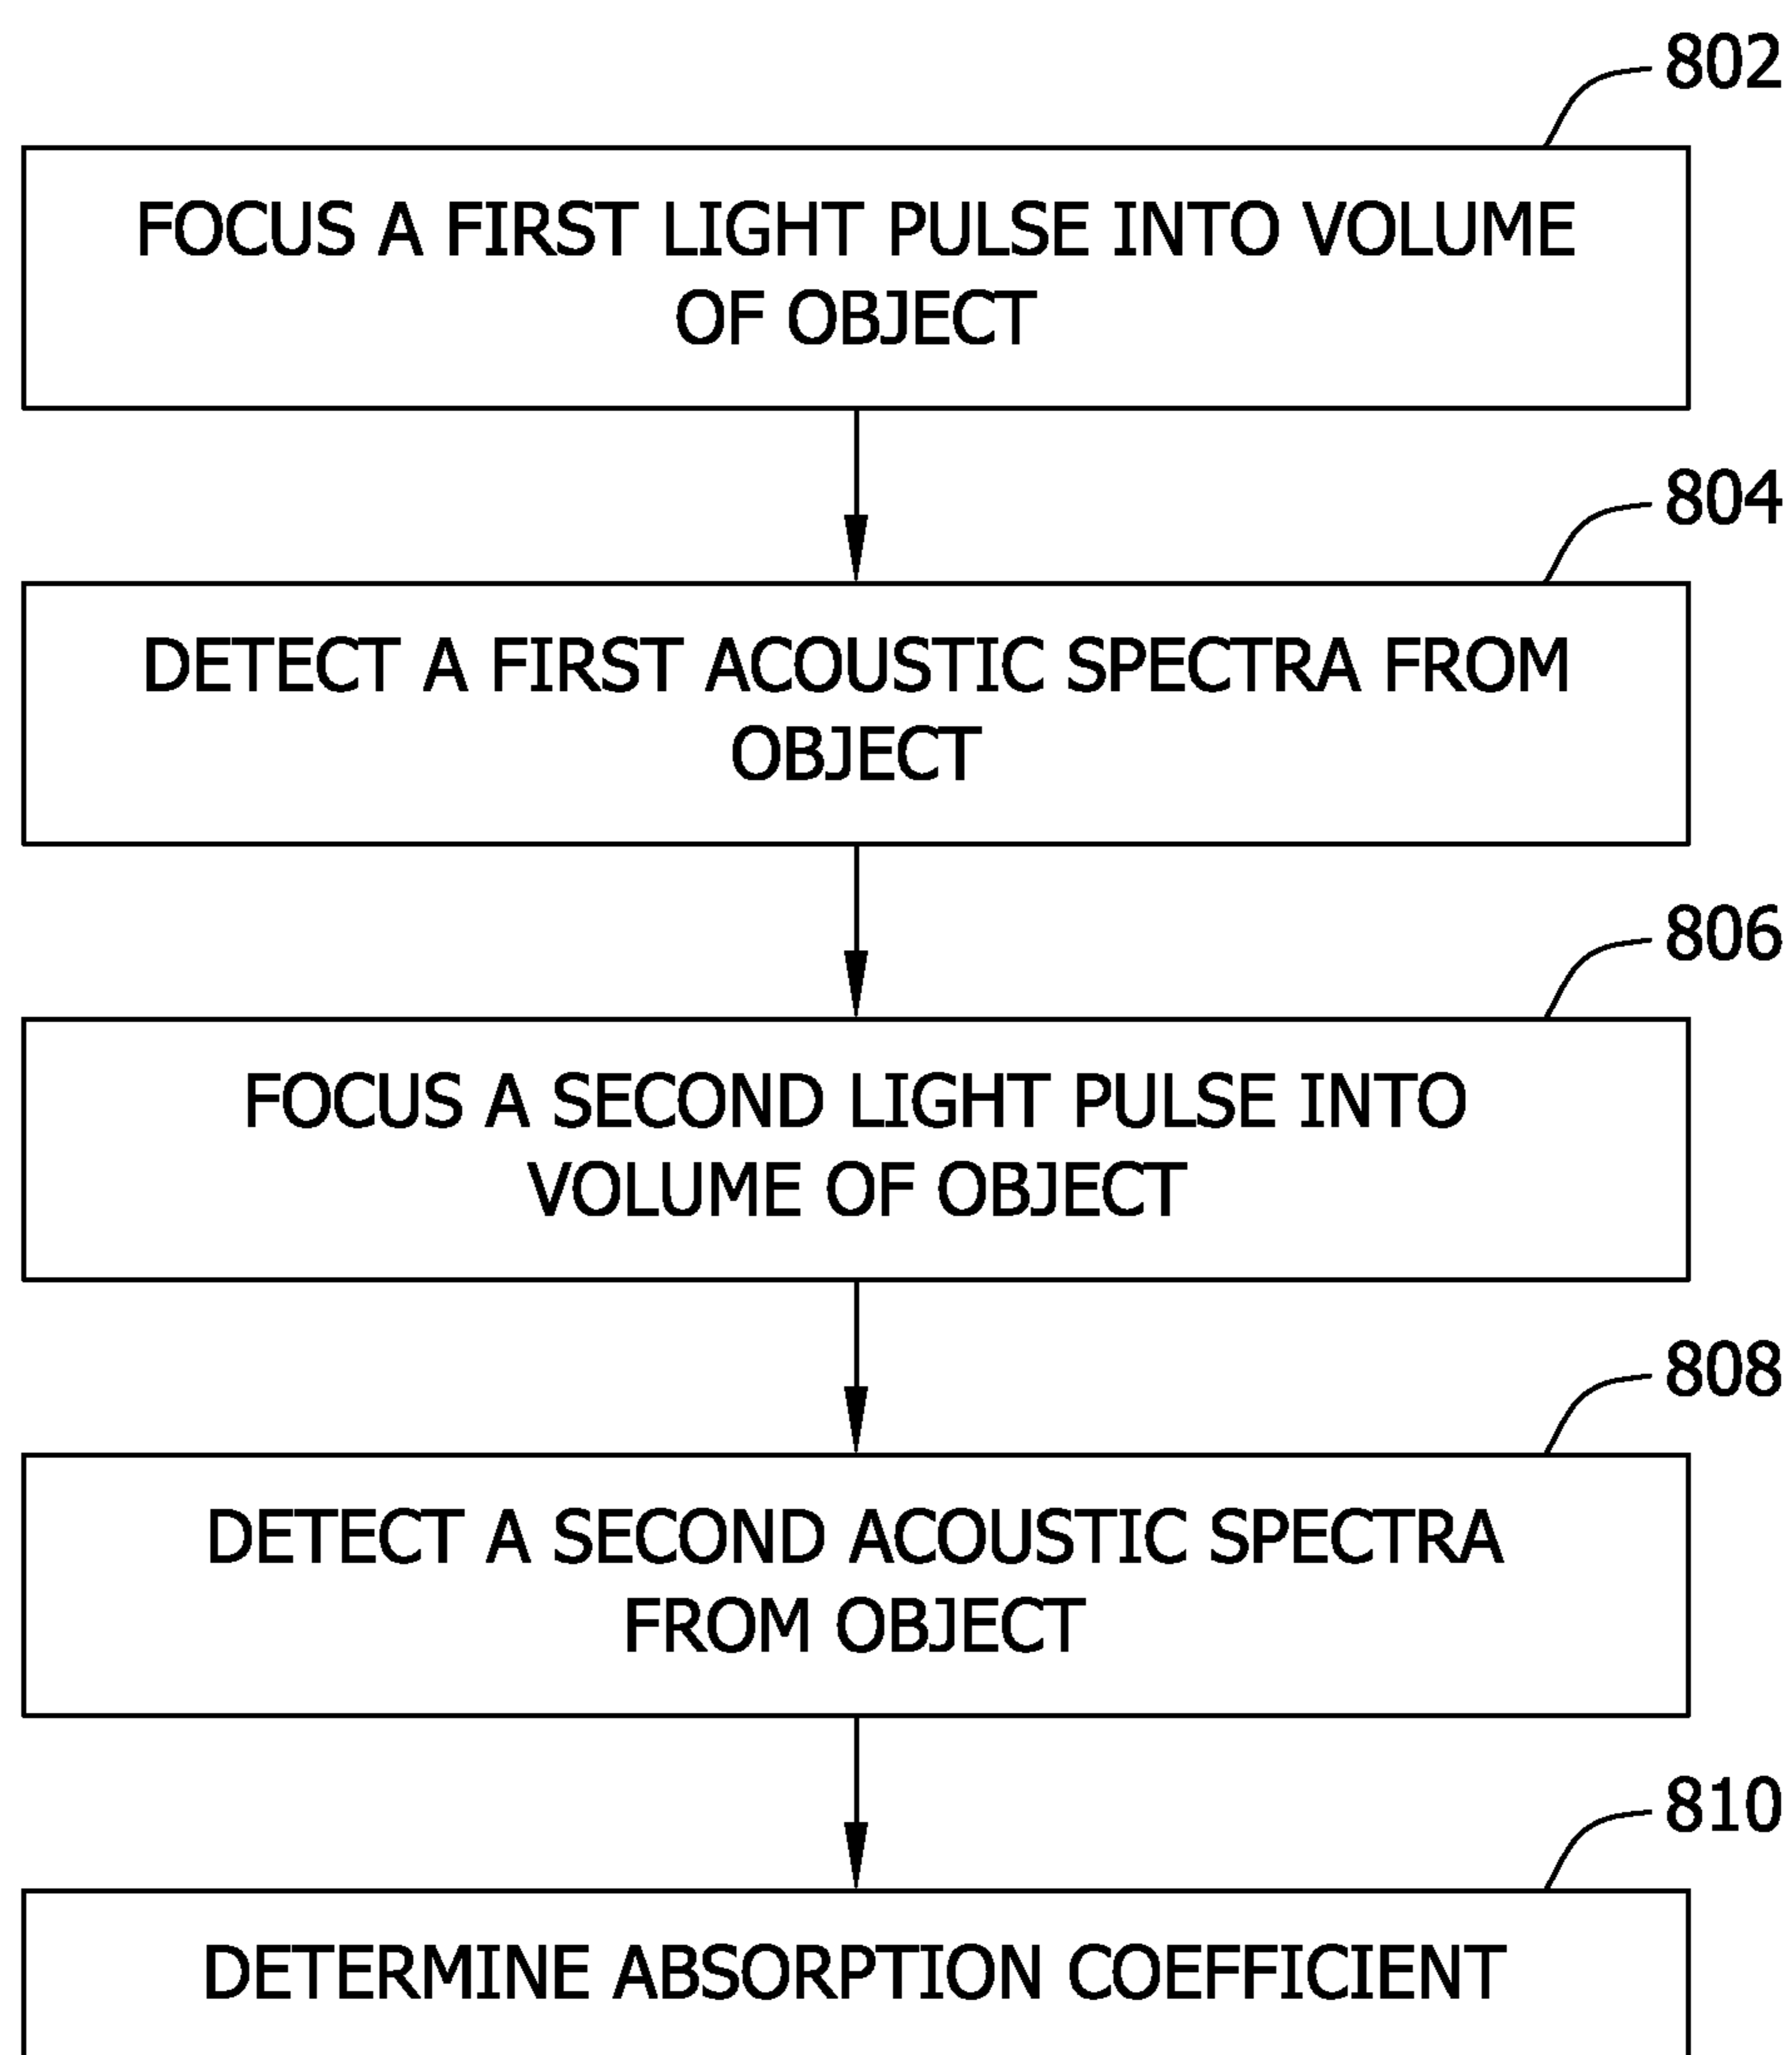 802
FOCUS A FIRST LIGHT PULSE INTO VOLUME
OF OBJECT
804
DETECT A FIRST ACOUSTIC SPECTRA FROM
OBJECT
806
FOCUS A SECOND LIGHT PULSE INTO
VOLUME OF OBJECT
808
DETECT A SECOND ACOUSTIC SPECTRA
FROM OBJECT
810
DETERMINE ABSORPTION COEFFICIENT